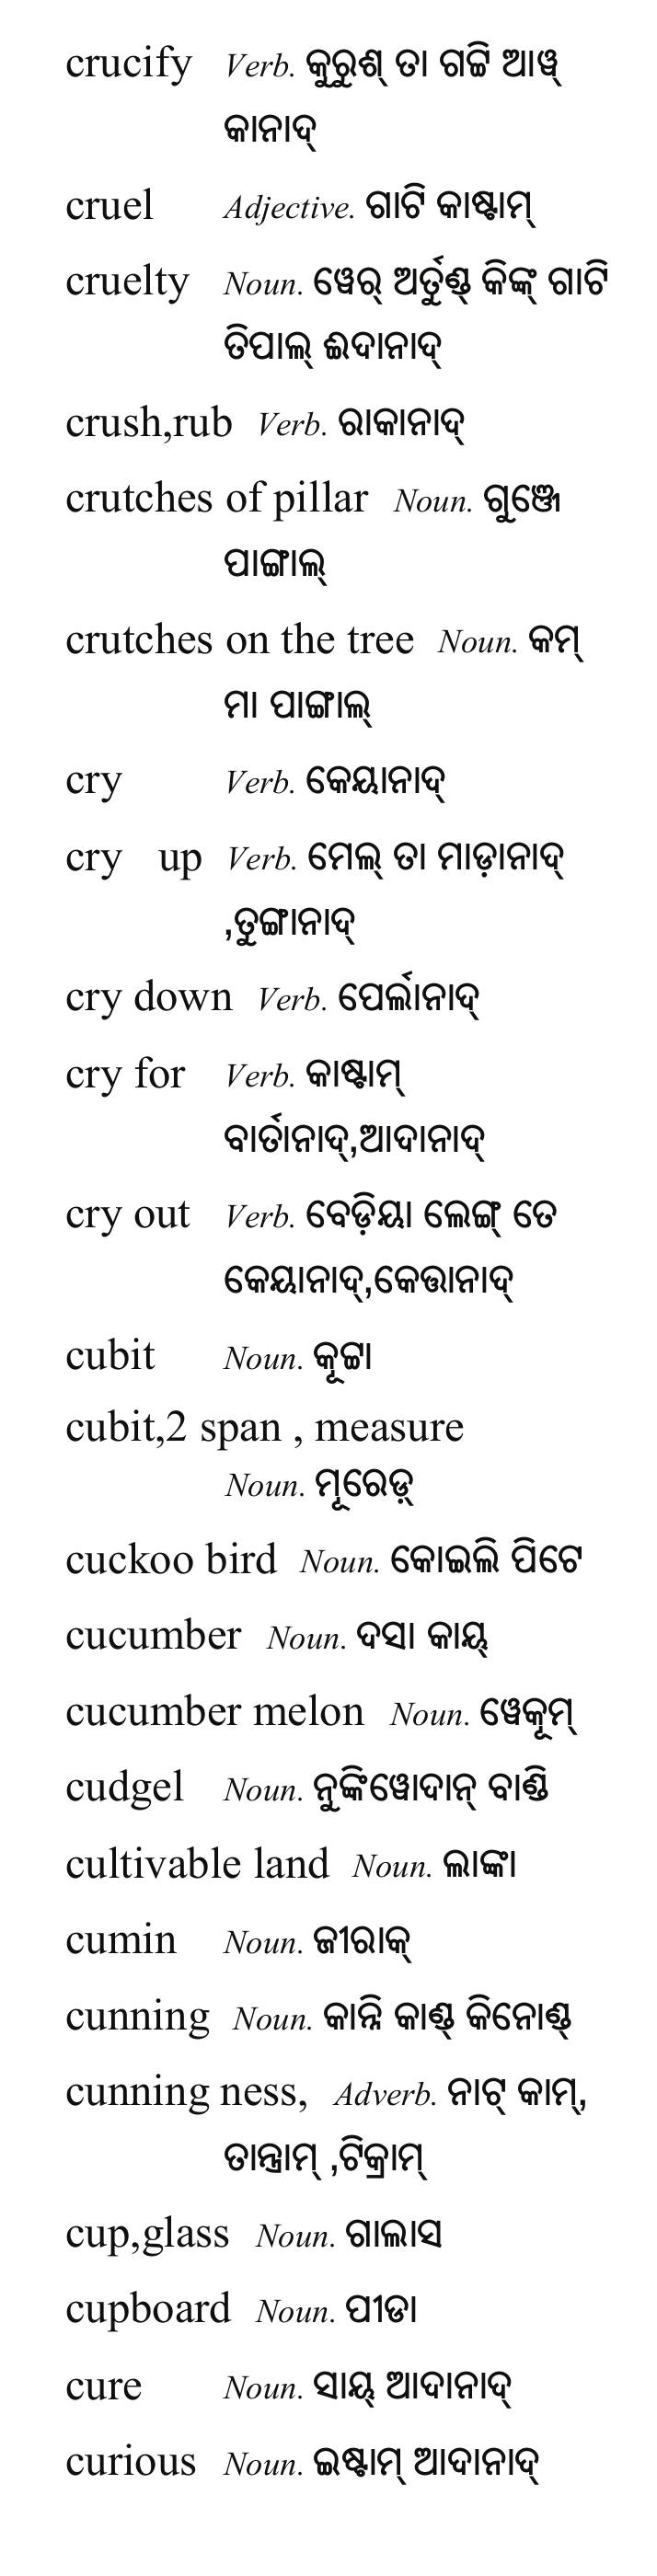 crucify Verb. କ୍ରୁରୁଶ୍ ତା ଗଟ୍ଟି ଆୱ୍
କାନାଦ୍
cruel Adjective. ଗାଟି କାଷ୍ଟାମ୍
cruelty Noun. ୱେର୍ ଅର୍ତୁଣ୍ଡ୍ କିଙ୍କ୍ ଗାଟି
ତିପାଲ୍ ଈଦାନାଦ୍
crush,rub Verb. ରାକାନାଦ୍
crutches of pillar Noun. ଗୁଞ୍ଜେ
ପାଙ୍ଗାଲ୍
crutches on the tree Noun. କମ୍
ମା ପାଙ୍ଗାଲ୍
cry Verb. କେୟାନାଦ୍
cry up Verb. ମେଲ୍ ତା ମାଡ଼ାନାଦ୍
,ତୁଙ୍ଗାନାଦ୍
cry down Verb. ପେର୍ଲାନାଦ୍
cry for Verb. କାଷ୍ଟାମ୍
ବାର୍ତାନାଦ୍,ଆଦାନାଦ୍
cry out Verb. ବେଡ଼ିୟା ଲେଙ୍ଗ୍ ତେ
କେୟାନାଦ୍,କେତ୍ତାନାଦ୍
cubit Noun. କୂଟ୍ଟା
cubit,2 span , measure
Noun. ମୂରେଡ଼୍
cuckoo bird Noun. କୋଇଲି ପିଟେ
cucumber Noun. ଦସା କାୟ୍
cucumber melon Noun. ୱେକୂମ୍
cudgel Noun. ନୁଙ୍କିୱୋଦାନ୍ ବାଣ୍ଡି
cultivable land Noun. ଲାଙ୍କା
cumin Noun. ଜୀରାକ୍
cunning Noun. କାନ୍ନି କାଣ୍ଡ୍ କିନୋଣ୍ଡ୍
cunning ness, Adverb. ନାଟ୍ କାମ୍,
ତାନ୍ତ୍ରାମ୍ ,ଟିକ୍ରାମ୍
cup,glass Noun. ଗାଲାସ
cupboard Noun. ପୀଡା
cure Noun. ସାୟ୍ ଆଦାନାଦ୍
curious Noun. ଇଷ୍ଟାମ୍ ଆଦାନାଦ୍